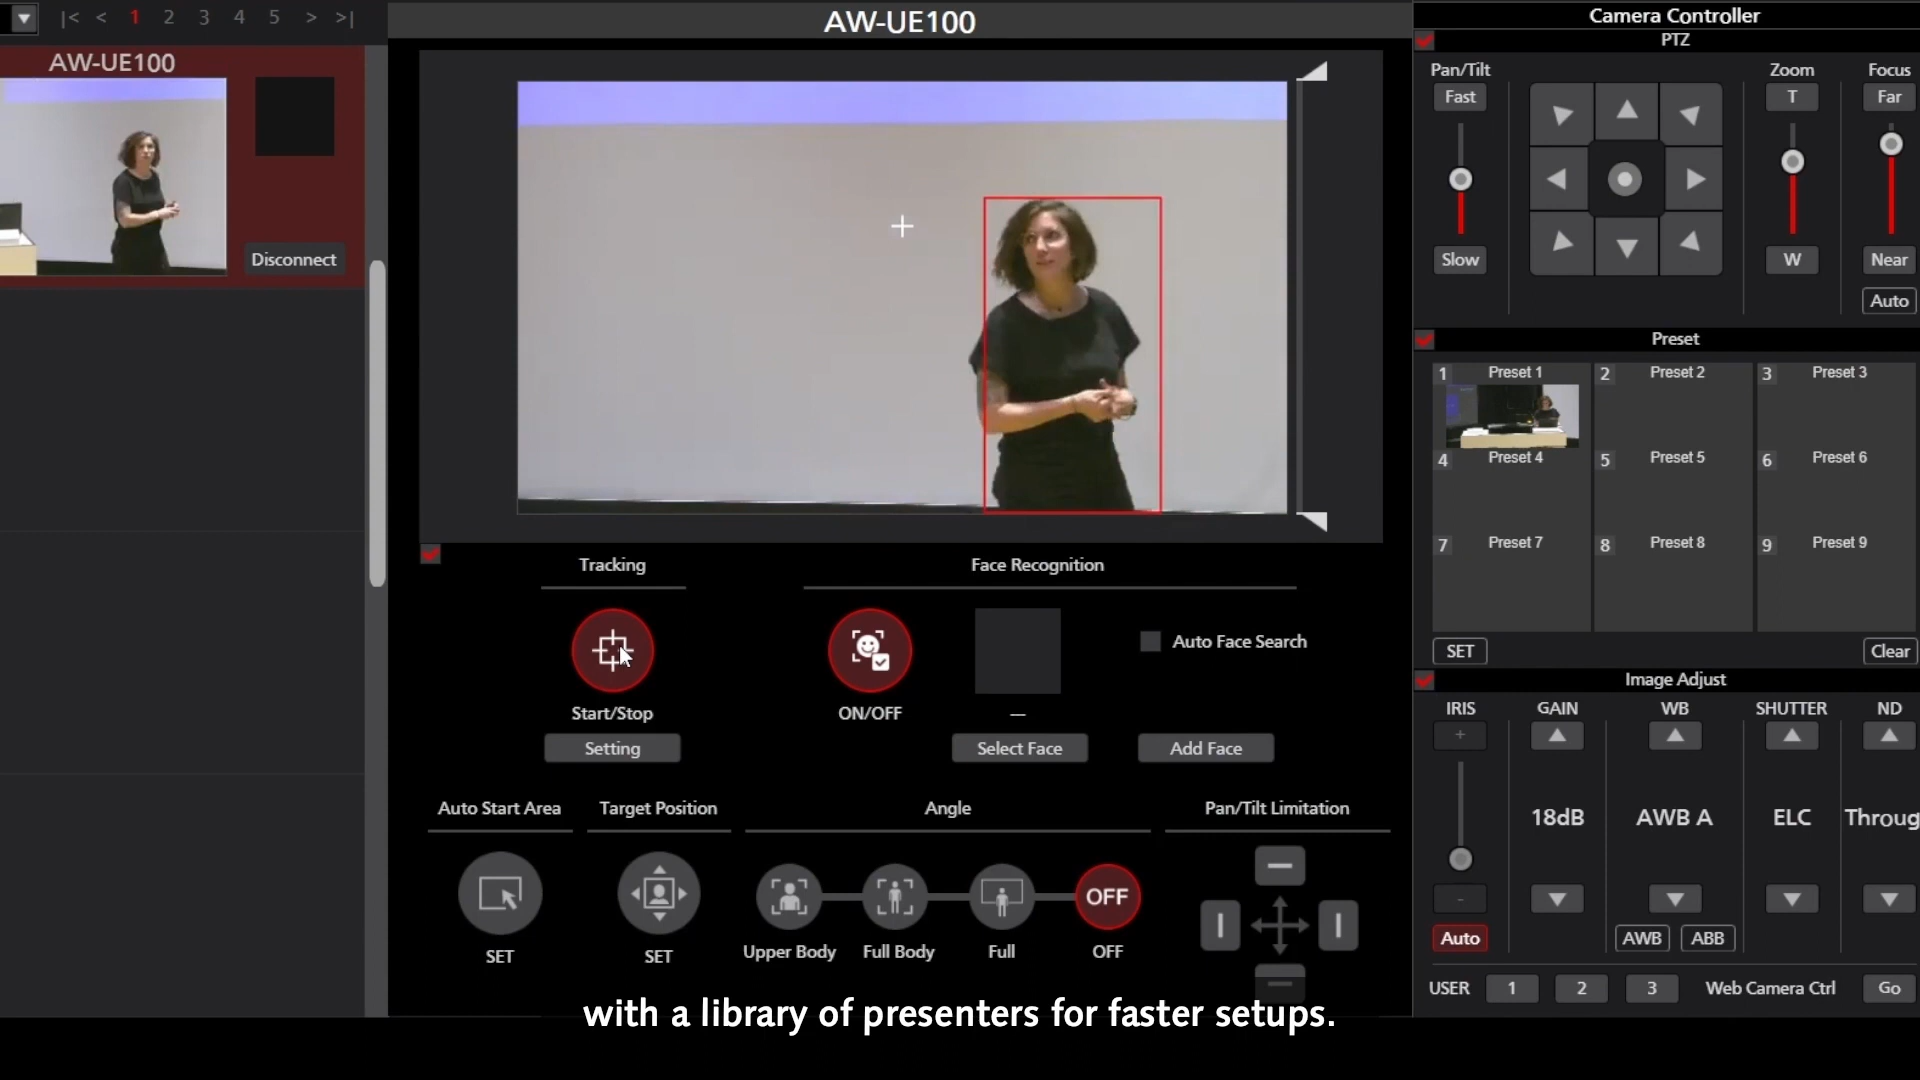 |< < 1 2 3 4 5 > >|
AW-UE100
Disconnect
AW-UE100
Tracking
Start/Stop
Setting
Face Recognition
ON/OFF
—
Select Face
Auto Face Search
Add Face
Auto Start Area
SET
Target Position
SET
Angle
Upper Body
Full Body
Full
OFF
OFF
Pan/Tilt Limitation
Camera Controller
PTZ
Pan/Tilt
Fast
Slow
Zoom
T
W
Focus
Far
Near
Auto
Preset
1 Preset 1
2 Preset 2
3 Preset 3
4 Preset 4
5 Preset 5
6 Preset 6
7 Preset 7
8 Preset 8
9 Preset 9
SET
Clear
Image Adjust
IRIS
+
-
Auto
GAIN
18dB
WB
AWB A
AWB ABB
SHUTTER
ELC
ND
Throug
USER 1 2 3 Web Camera Ctrl Go
with a library of presenters for faster setups.